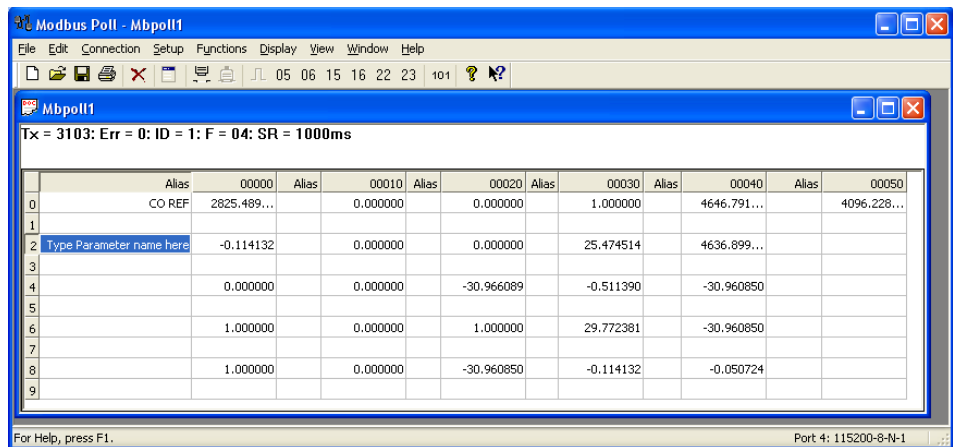 Modbus Poll - Mbpoll1
File Edit Connection Setup Functions Display View Window Help
05 06 15 16 22 23 101
Mbpoll1
Tx = 3103: Err = 0: ID = 1: F = 04: SR = 1000ms
Alias 00000 Alias 00010 Alias 00020 Alias 00030 Alias 00040 Alias 00050
0 CO REF 2825.489... 0.000000 0.000000 1.000000 4646.791... 4096.228...
1
2 Type Parameter name here -0.114132 0.000000 0.000000 25.474514 4636.899...
3
4 0.000000 0.000000 -30.966089 -0.511390 -30.960850
5
6 1.000000 0.000000 1.000000 29.772381 -30.960850
7
8 1.000000 0.000000 -30.960850 -0.114132 -0.050724
9
For Help, press F1. Port 4: 115200-8-N-1